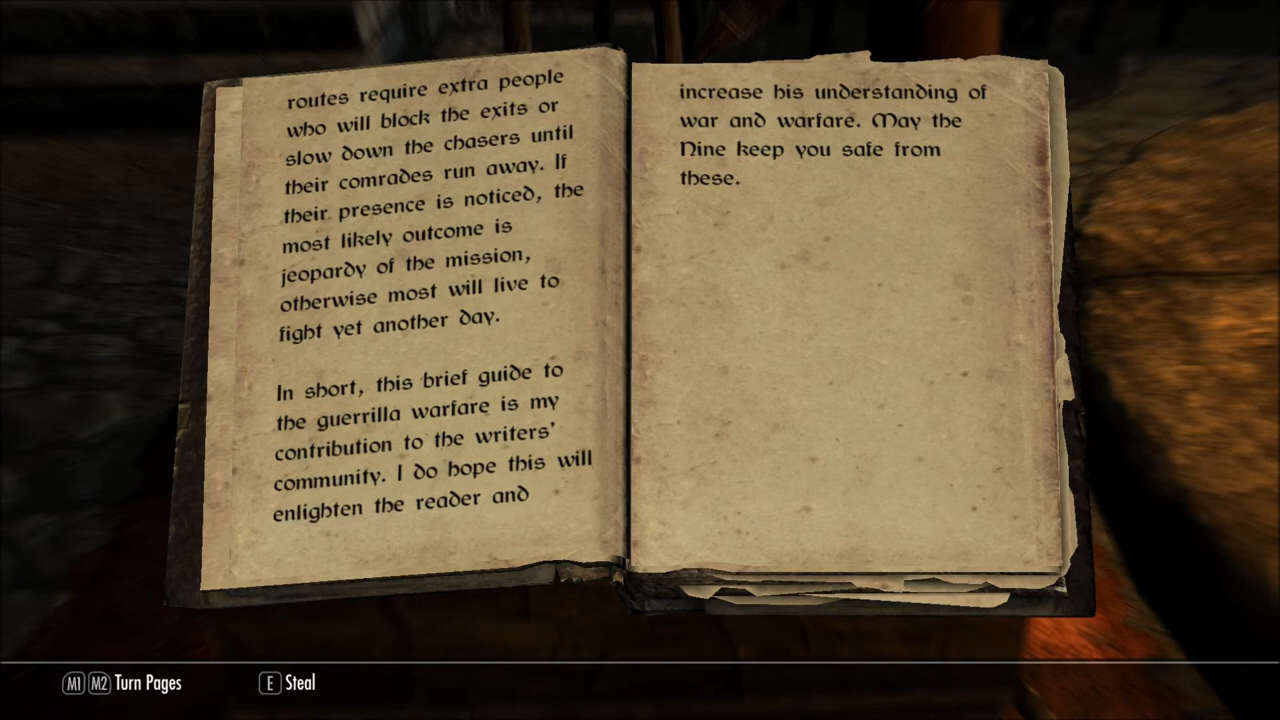 routes require extra people
who will block the exits or
slow down the chasers until
their comrades run away. If
their presence is noticed, the
most likely outcome is
jeopardy of the mission,
otherwise most will live to
fight yet another day.
In short, this brief guide to
the guerrilla warfare is my
contribution to the writers'
community. I do hope this will
enlighten the reader and
increase his understanding of
war and warfare. May the
Nine keep you safe from
these.
M1 M2 Turn Pages
E Steal